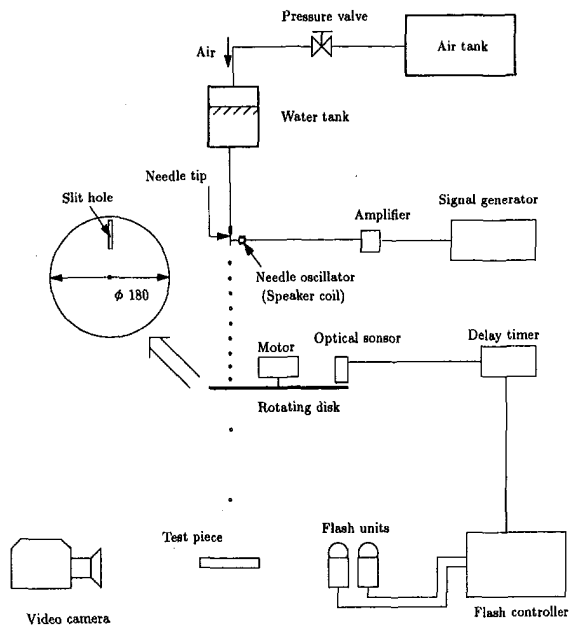 Pressure valve
Air
Air tank
Water tank
Needle tip
Slit hole
Signal generator
Amplifier
Needle oscillator
(Speaker coil)
ϕ 180
Motor
Optical sonsor
Delay timer
Rotating disk
Test piece
Flash units
Video camera
Flash controller